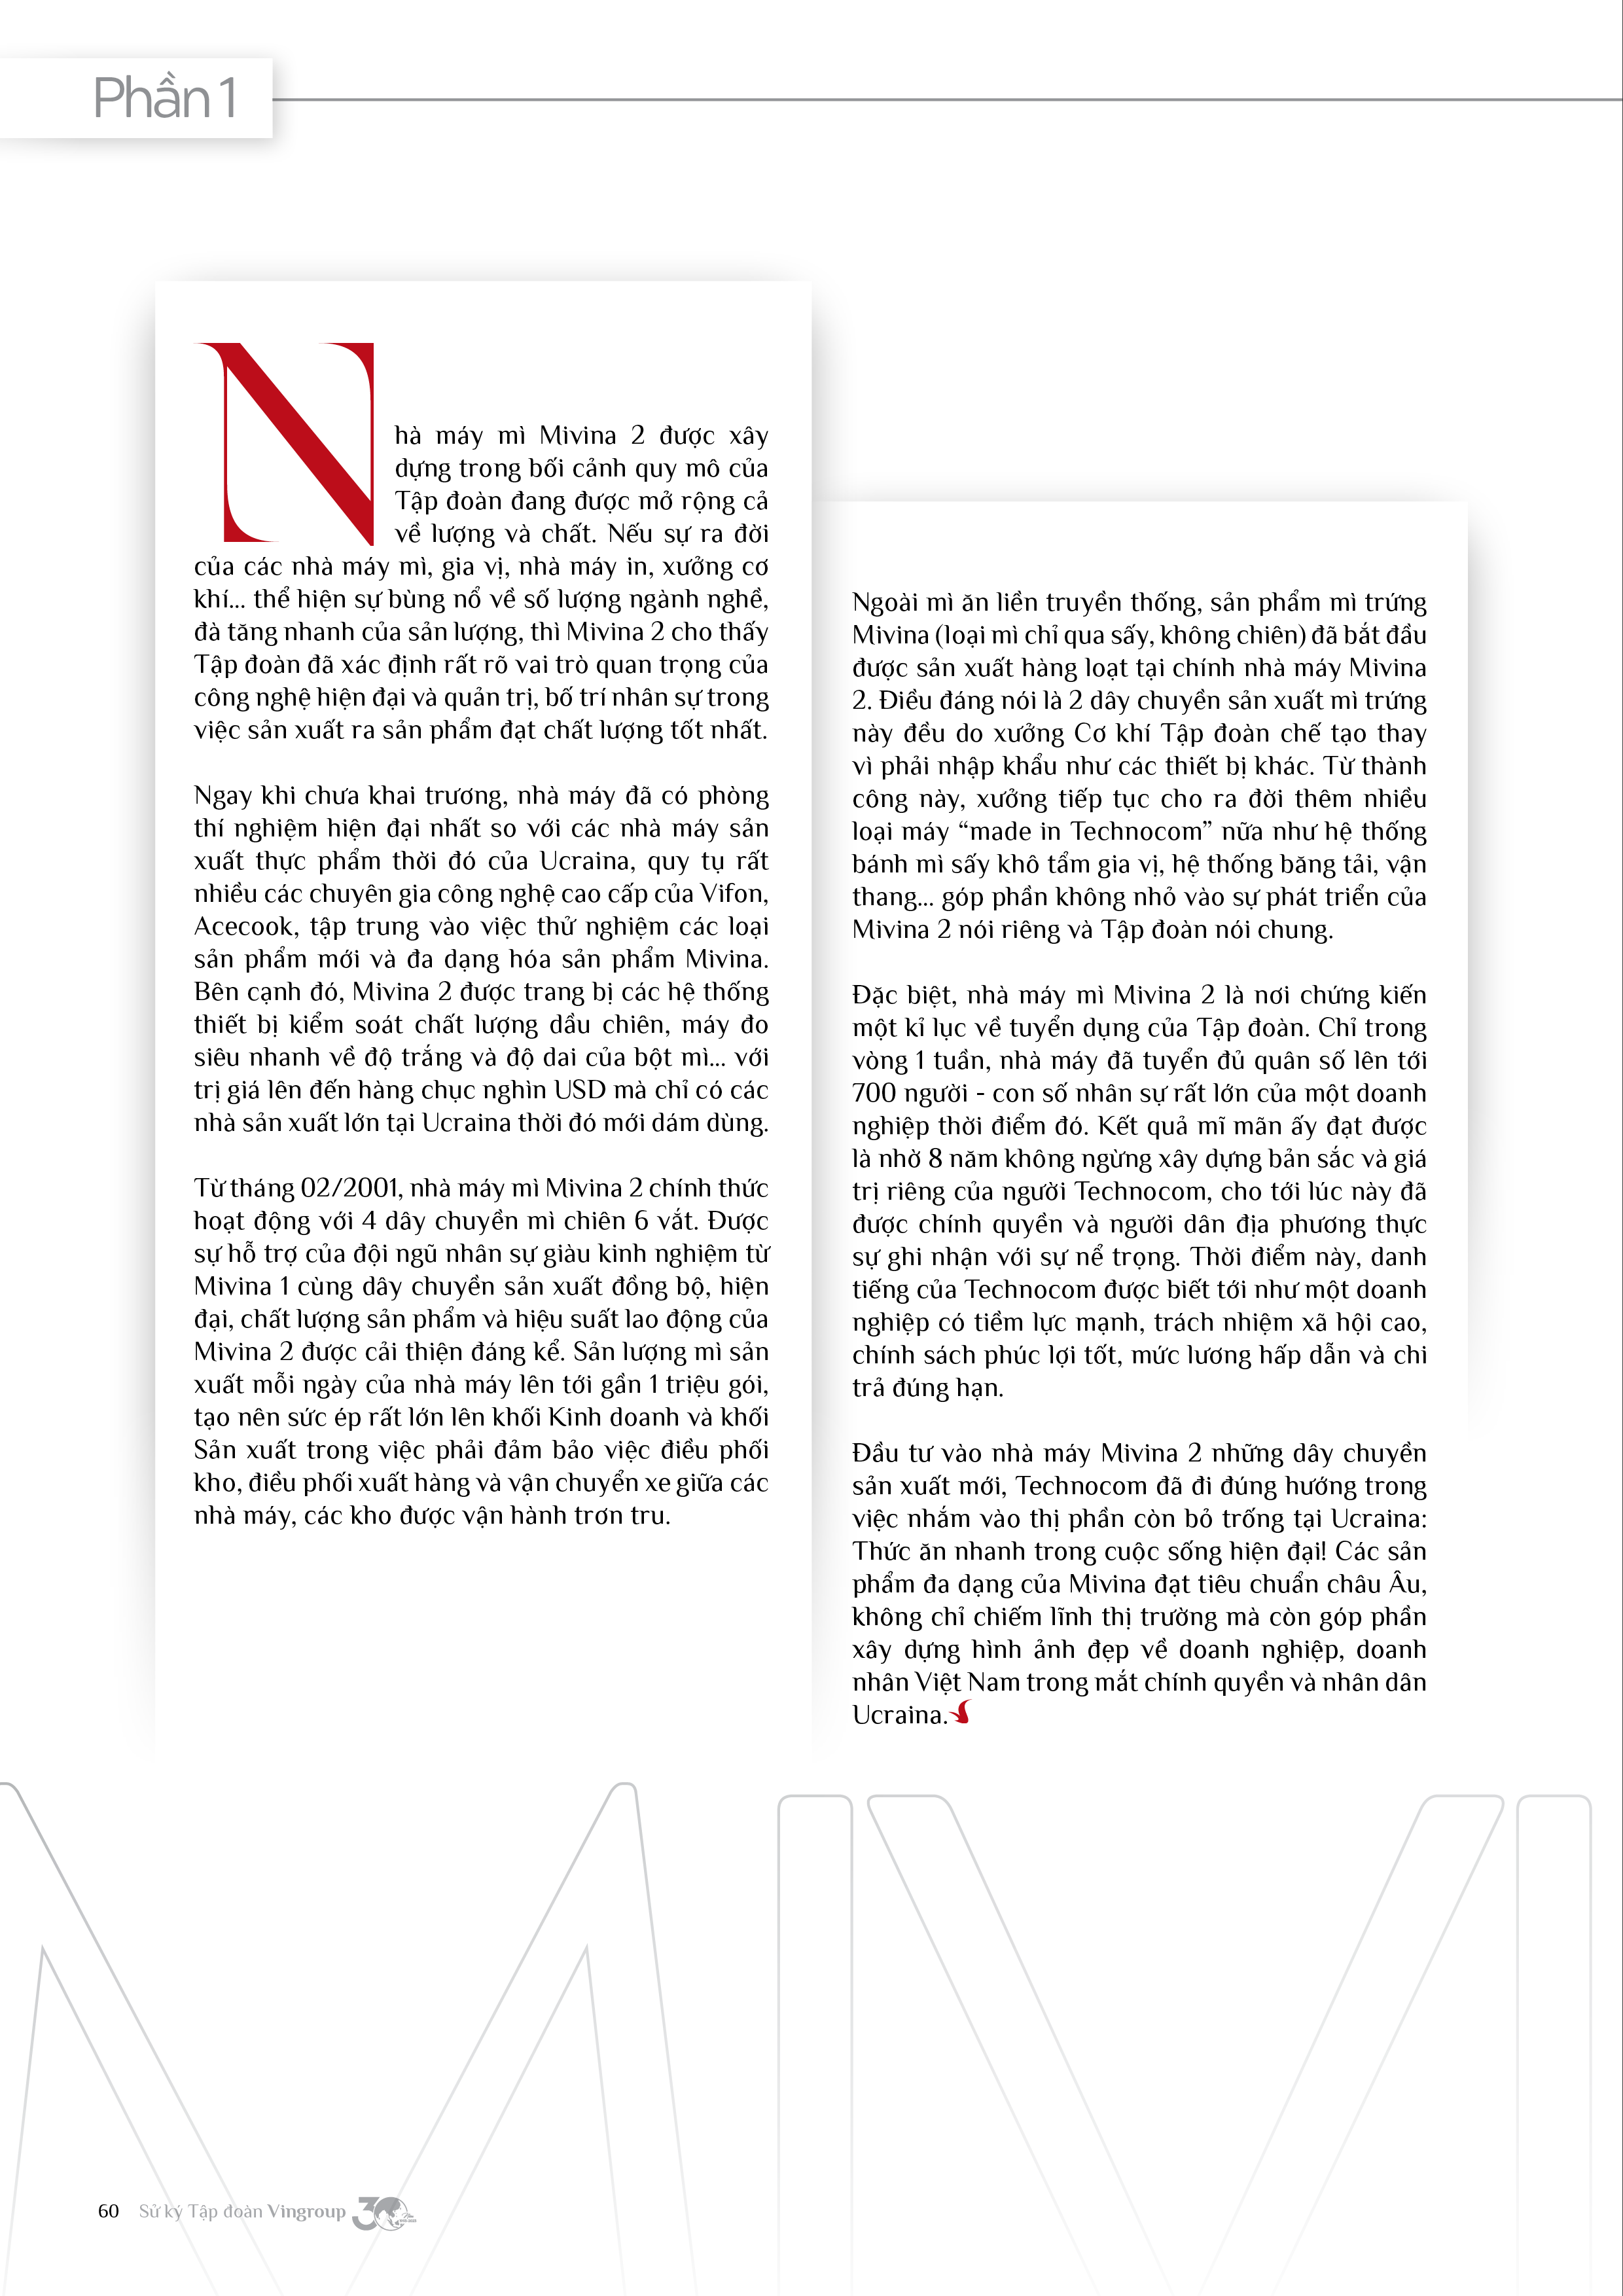 Phần 1
Nhà máy mì Mivina 2 được xây
dựng trong bối cảnh quy mô của
Tập đoàn đang được mở rộng cả
về lượng và chất. Nếu sự ra đời
của các nhà máy mì, gia vị, nhà máy in, xưởng cơ
khí... thể hiện sự bùng nổ về số lượng ngành nghề,
đà tăng nhanh của sản lượng, thì Mivina 2 cho thấy
Tập đoàn đã xác định rất rõ vai trò quan trọng của
công nghệ hiện đại và quản trị, bố trí nhân sự trong
việc sản xuất ra sản phẩm đạt chất lượng tốt nhất.
Ngay khi chưa khai trương, nhà máy đã có phòng
thí nghiệm hiện đại nhất so với các nhà máy sản
xuất thực phẩm thời đó của Ucraina, quy tụ rất
nhiều các chuyên gia công nghệ cao cấp của Vifon,
Acecook, tập trung vào việc thử nghiệm các loại
sản phẩm mới và đa dạng hóa sản phẩm Mivina.
Bên cạnh đó, Mivina 2 được trang bị các hệ thống
thiết bị kiểm soát chất lượng dầu chiên, máy đo
siêu nhanh về độ trắng và độ dai của bột mì... với
trị giá lên đến hàng chục nghìn USD mà chỉ có các
nhà sản xuất lớn tại Ucraina thời đó mới dám dùng.
Từ tháng 02/2001, nhà máy mì Mivina 2 chính thức
hoạt động với 4 dây chuyền mì chiên 6 vắt. Được
sự hỗ trợ của đội ngũ nhân sự giàu kinh nghiệm từ
Mivina 1 cùng dây chuyền sản xuất đồng bộ, hiện
đại, chất lượng sản phẩm và hiệu suất lao động của
Mivina 2 được cải thiện đáng kể. Sản lượng mì sản
xuất mỗi ngày của nhà máy lên tới gần 1 triệu gói,
tạo nên sức ép rất lớn lên khối Kinh doanh và khối
Sản xuất trong việc phải đảm bảo việc điều phối
kho, điều phối xuất hàng và vận chuyển xe giữa các
nhà máy, các kho được vận hành trơn tru.
Ngoài mì ăn liền truyền thống, sản phẩm mì trứng
Mivina (loại mì chỉ qua sấy, không chiên) đã bắt đầu
được sản xuất hàng loạt tại chính nhà máy Mivina
2. Điều đáng nói là 2 dây chuyền sản xuất mì trứng
này đều do xưởng Cơ khí Tập đoàn chế tạo thay
vì phải nhập khẩu như các thiết bị khác. Từ thành
công này, xưởng tiếp tục cho ra đời thêm nhiều
loại máy “made in Technocom” nữa như hệ thống
bánh mì sấy khô tẩm gia vị, hệ thống băng tải, vận
thang... góp phần không nhỏ vào sự phát triển của
Mivina 2 nói riêng và Tập đoàn nói chung.
Đặc biệt, nhà máy mì Mivina 2 là nơi chứng kiến
một kỉ lục về tuyển dụng của Tập đoàn. Chỉ trong
vòng 1 tuần, nhà máy đã tuyển đủ quân số lên tới
700 người - con số nhân sự rất lớn của một doanh
nghiệp thời điểm đó. Kết quả mĩ mãn ấy đạt được
là nhờ 8 năm không ngừng xây dựng bản sắc và giá
trị riêng của người Technocom, cho tới lúc này đã
được chính quyền và người dân địa phương thực
sự ghi nhận với sự nể trọng. Thời điểm này, danh
tiếng của Technocom được biết tới như một doanh
nghiệp có tiềm lực mạnh, trách nhiệm xã hội cao,
chính sách phúc lợi tốt, mức lương hấp dẫn và chi
trả đúng hạn.
Đầu tư vào nhà máy Mivina 2 những dây chuyền
sản xuất mới, Technocom đã đi đúng hướng trong
việc nhắm vào thị phần còn bỏ trống tại Ucraina:
Thức ăn nhanh trong cuộc sống hiện đại! Các sản
phẩm đa dạng của Mivina đạt tiêu chuẩn châu Âu,
không chỉ chiếm lĩnh thị trường mà còn góp phần
xây dựng hình ảnh đẹp về doanh nghiệp, doanh
nhân Việt Nam trong mắt chính quyền và nhân dân
Ucraina.
MIVI
60 Sử ký Tập đoàn Vingroup 30